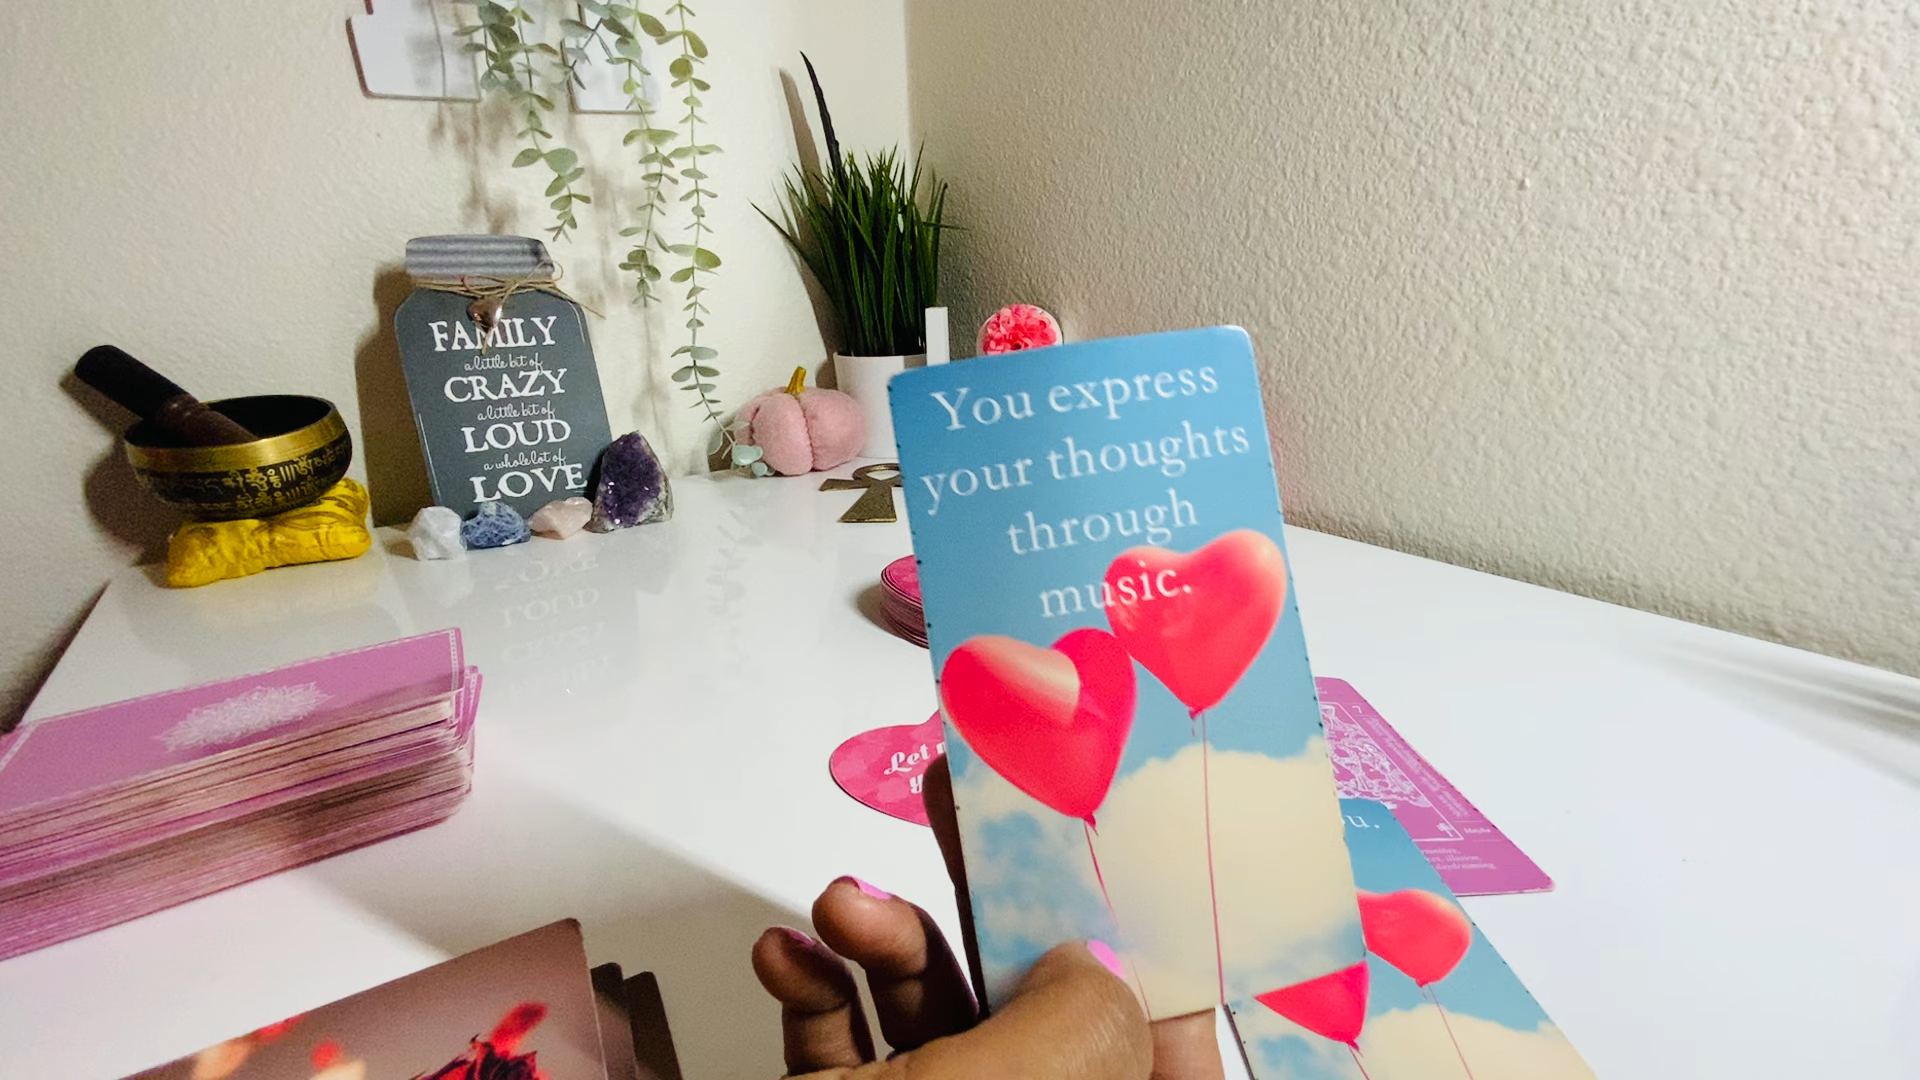 FAMILY
a little bit of
CRAZY
a little bit of
LOUD
a whole lot of
LOVE
You express
your thoughts
through
music.
Let